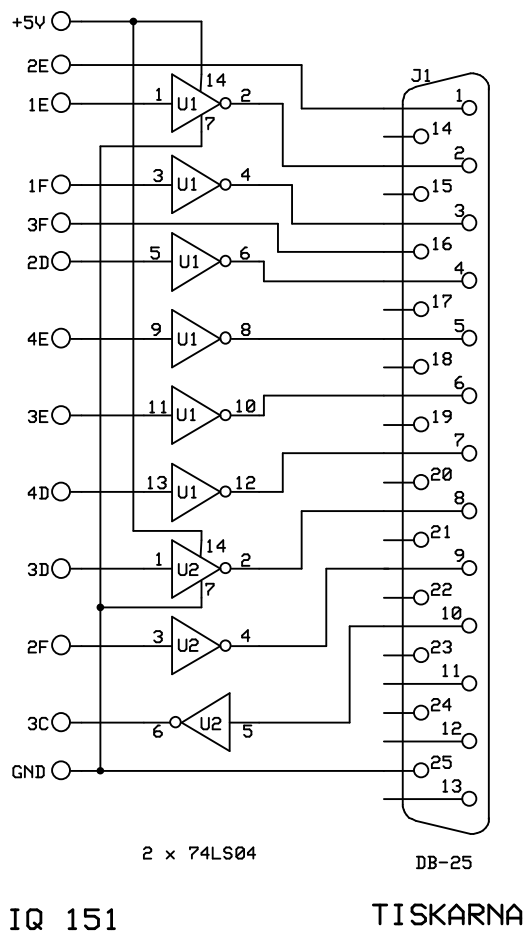 +5V
2E
J1
14
1
1E 1 U1 2
7
14
2
15
1F 3 U1 4
3
3F
16
2D 5 U1 6
4
17
4E 9 U1 8
5
18
6
3E 11 U1 10
19
7
4D 13 U1 12
20
8
21
14
3D 1 U2 2
9
7
22
10
2F 3 U2 4
23
11
24
3C 6 U2 5
12
GND
25
13
2 x 74LS04
DB-25
IQ 151
TISKARNA